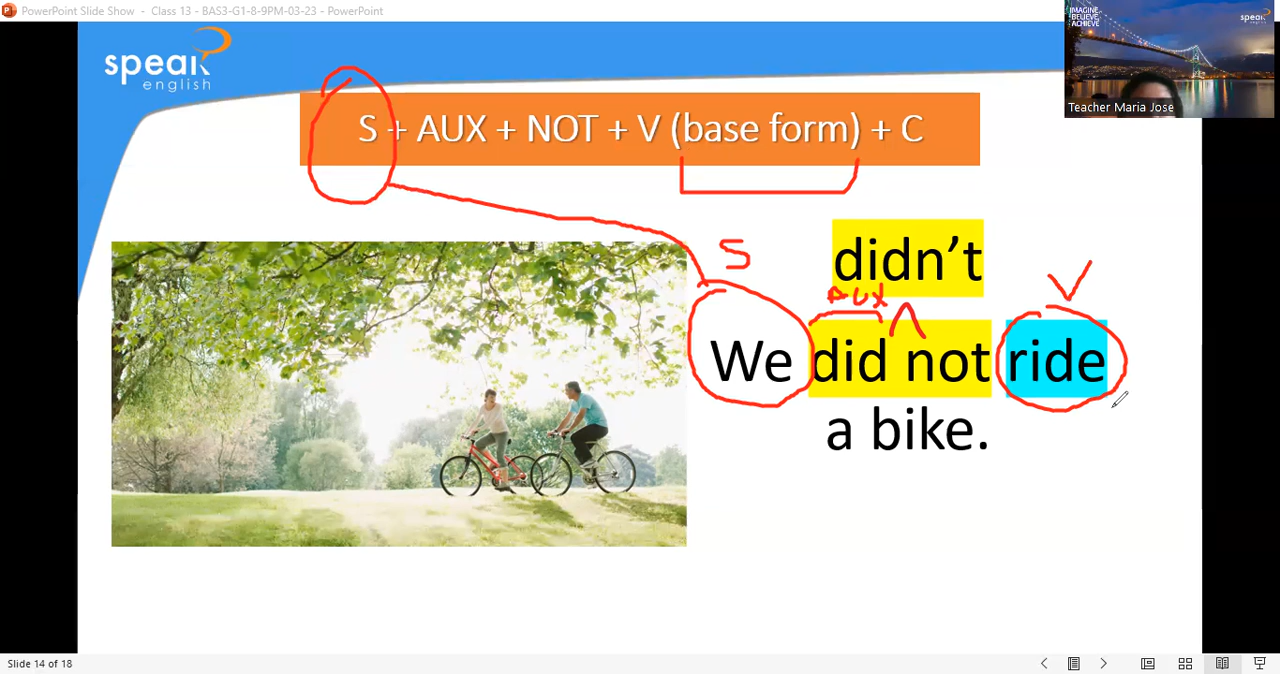 PowerPoint Slide Show - Class 13 - BAS3-G1-8-9PM-03-23 - PowerPoint
IMAGINE
BELIEVE
ACHIEVE
speak
Teacher Maria Jose
speak
english
S + AUX + NOT + V (base form) + C
S
didn't
V
AUX
We did not ride
a bike.
Slide 14 of 18